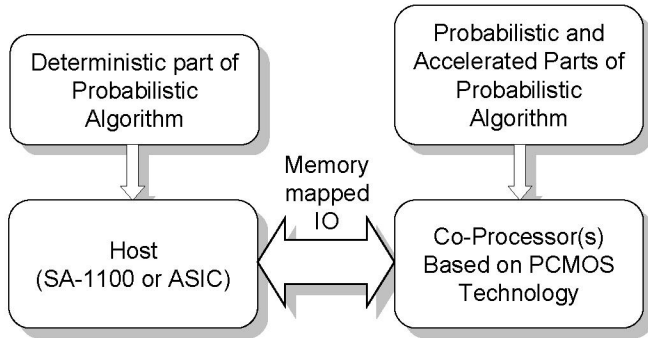 Deterministic part of
Probabilistic
Algorithm
Probabilistic and
Accelerated Parts of
Probabilistic
Algorithm
Memory
mapped
IO
Host
(SA-1100 or ASIC)
Co-Processor(s)
Based on PCMOS
Technology